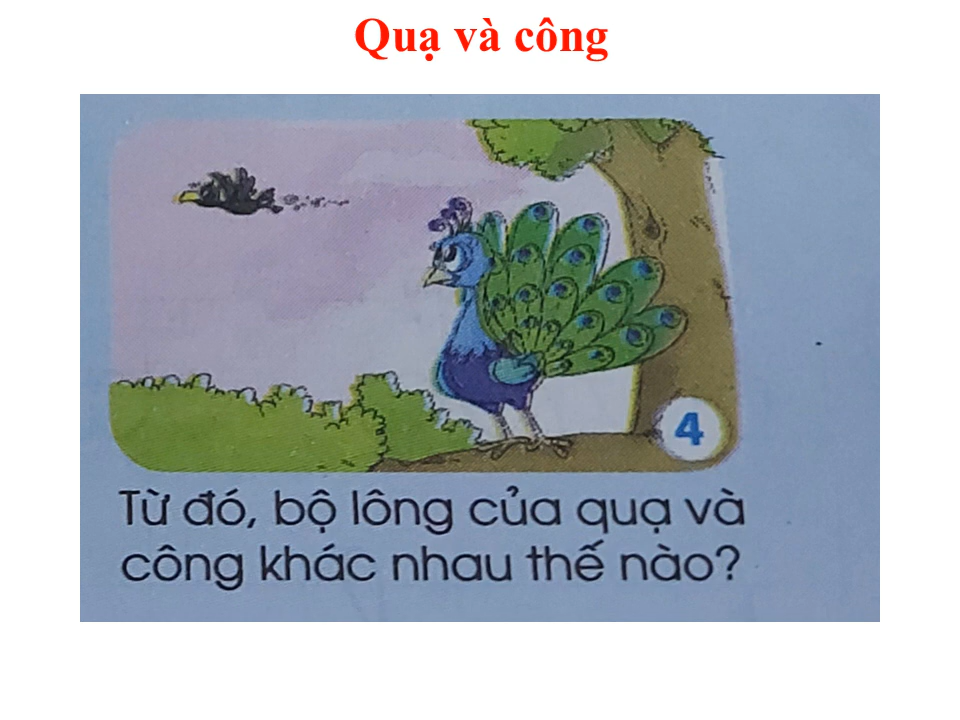 Quạ và công
4
Từ đó, bộ lông của quạ và
công khác nhau thế nào?